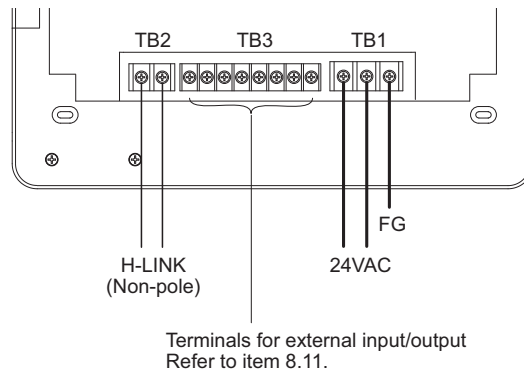 TB2 TB3 TB1
FG
H-LINK
(Non-pole)
24VAC
Terminals for external input/output
Refer to item 8.11.